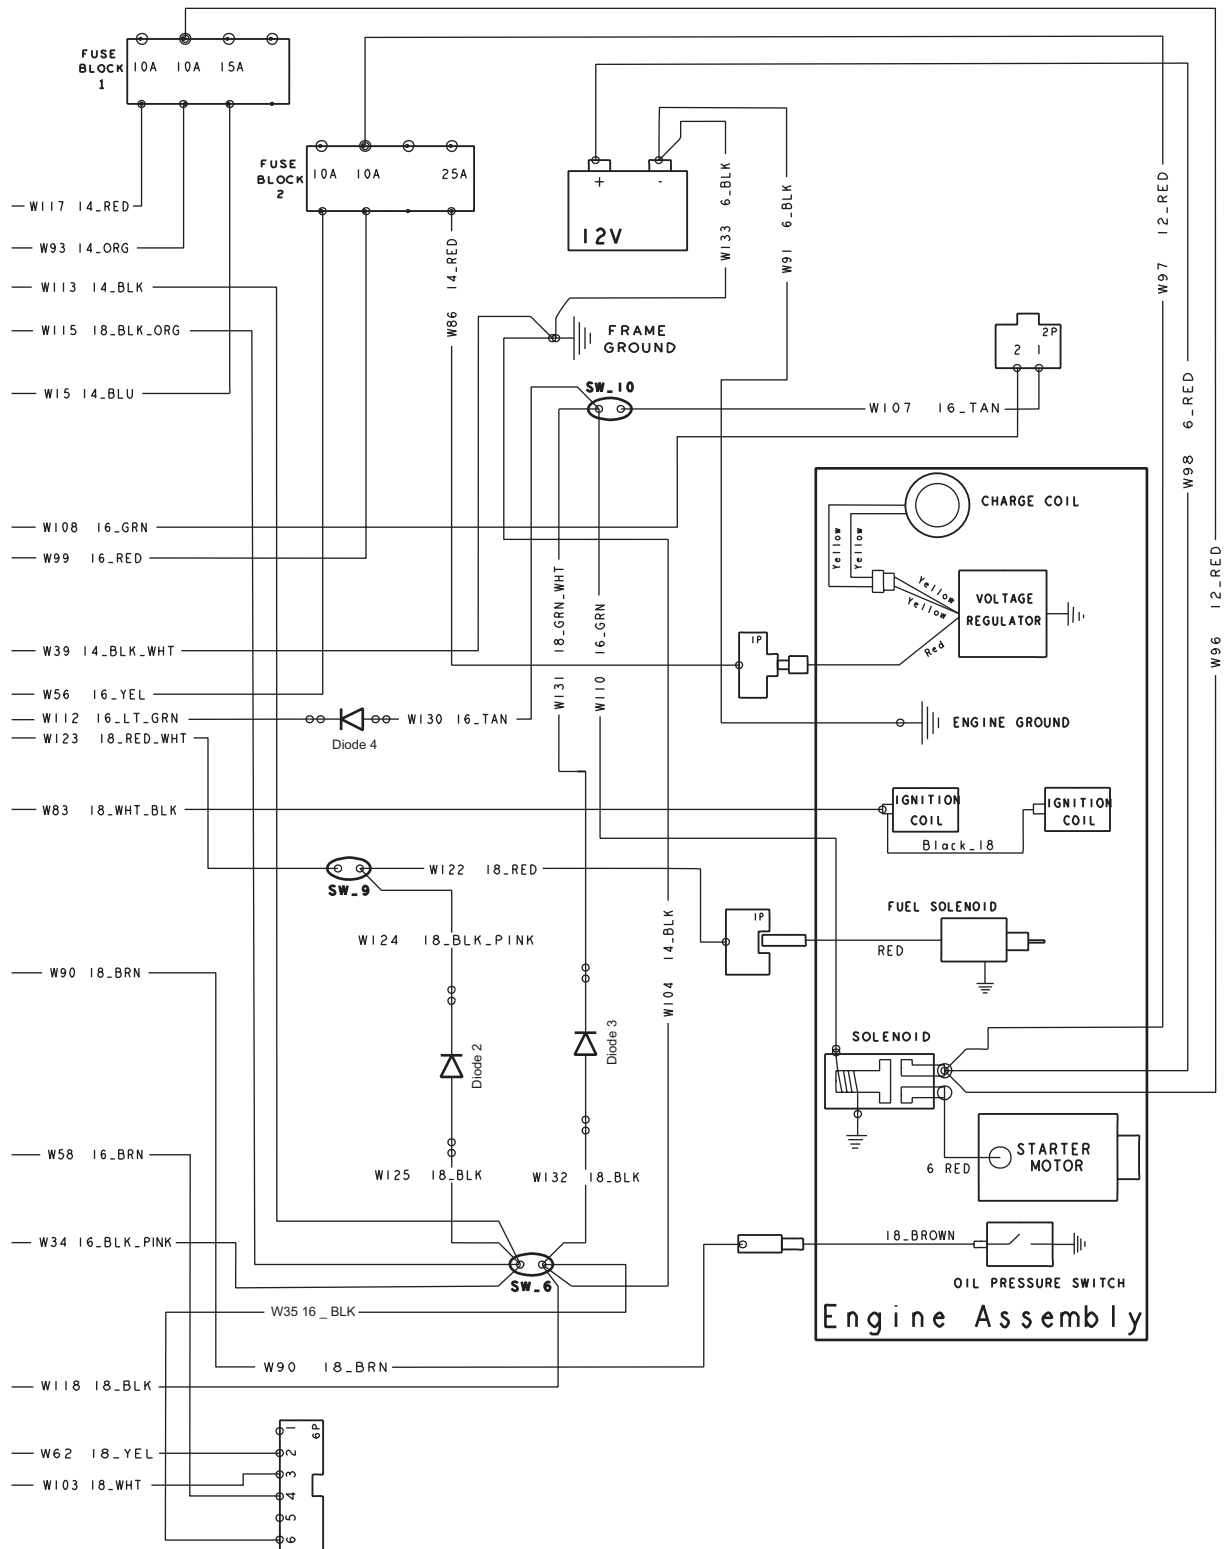 FUSE
BLOCK
1
10A 10A 15A
FUSE
BLOCK
2
10A 10A 25A
+ -
12V
W133 6_BLK
W91 6_BLK
W97 12_RED
W98 6_RED
W96 12_RED
W86 14_RED
W117 14_RED
W93 14_ORG
W113 14_BLK
W115 18_BLK_ORG
W15 14_BLU
FRAME
GROUND
SW_10
2P
2 1
W107 16_TAN
W108 16_GRN
W99 16_RED
W39 14_BLK_WHT
W56 16_YEL
W112 16_LT_GRN
W130 16_TAN
Diode 4
W123 18_RED_WHT
W131 18_GRN_WHT
W110 16_GRN
CHARGE COIL
Yellow
Yellow
Yellow
Yellow
VOLTAGE
REGULATOR
Red
1P
ENGINE GROUND
W83 18_WHT_BLK
IGNITION
COIL
IGNITION
COIL
Black_18
SW_9
W122 18_RED
W124 18_BLK_PINK
1P
FUEL SOLENOID
RED
W90 18_BRN
W104 14_BLK
Diode 2
Diode 3
SOLENOID
STARTER
MOTOR
6 RED
W58 16_BRN
W125 18_BLK
W132 18_BLK
W34 16_BLK_PINK
SW_6
18_BROWN
OIL PRESSURE SWITCH
Engine Assembly
W35 16 _ BLK
W90 18_BRN
W118 18_BLK
6P
1
2
3
4
5
6
W62 18_YEL
W103 18_WHT